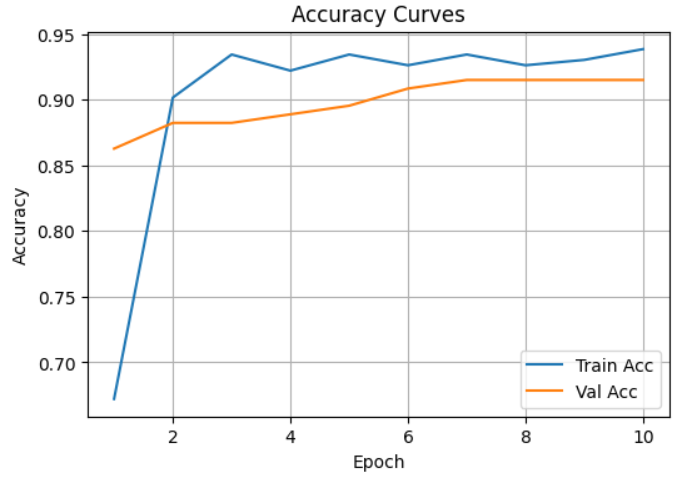 Accuracy Curves
0.95
0.90
0.85
0.80
0.75
0.70
Accuracy
2 4 6 8 10
Epoch
Train Acc
Val Acc